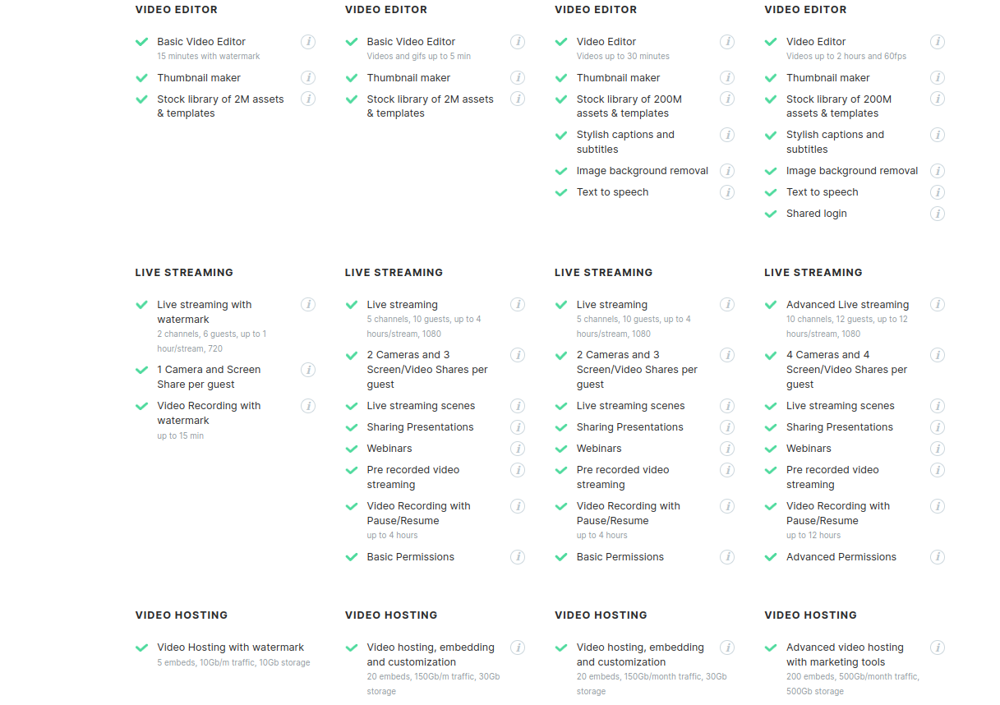 VIDEO EDITOR
Basic Video Editor
15 minutes with watermark
Thumbnail maker
Stock library of 2M assets
& templates
VIDEO EDITOR
Basic Video Editor
Videos and gifs up to 5 min
Thumbnail maker
Stock library of 2M assets
& templates
VIDEO EDITOR
Video Editor
Videos up to 30 minutes
Thumbnail maker
Stock library of 200M
assets & templates
Stylish captions and
subtitles
Image background removal
Text to speech
VIDEO EDITOR
Video Editor
Videos up to 2 hours and 60fps
Thumbnail maker
Stock library of 200M
assets & templates
Stylish captions and
subtitles
Image background removal
Text to speech
Shared login
LIVE STREAMING
Live streaming with
watermark
2 channels, 6 guests, up to 1
hour/stream, 720
1 Camera and Screen
Share per guest
Video Recording with
watermark
up to 15 min
LIVE STREAMING
Live streaming
5 channels, 10 guests, up to 4
hours/stream, 1080
2 Cameras and 3
Screen/Video Shares per
guest
Live streaming scenes
Sharing Presentations
Webinars
Pre recorded video
streaming
Video Recording with
Pause/Resume
up to 4 hours
Basic Permissions
LIVE STREAMING
Live streaming
5 channels, 10 guests, up to 4
hours/stream, 1080
2 Cameras and 3
Screen/Video Shares per
guest
Live streaming scenes
Sharing Presentations
Webinars
Pre recorded video
streaming
Video Recording with
Pause/Resume
up to 4 hours
Basic Permissions
LIVE STREAMING
Advanced Live streaming
10 channels, 12 guests, up to 12
hours/stream, 1080
4 Cameras and 4
Screen/Video Shares per
guest
Live streaming scenes
Sharing Presentations
Webinars
Pre recorded video
streaming
Video Recording with
Pause/Resume
up to 12 hours
Advanced Permissions
VIDEO HOSTING
Video Hosting with watermark
5 embeds, 10Gb/m traffic, 10Gb storage
VIDEO HOSTING
Video hosting, embedding
and customization
20 embeds, 150Gb/m traffic, 30Gb
storage
VIDEO HOSTING
Video hosting, embedding
and customization
20 embeds, 150Gb/month traffic, 30Gb
storage
VIDEO HOSTING
Advanced video hosting
with marketing tools
200 embeds, 500Gb/month traffic,
500Gb storage